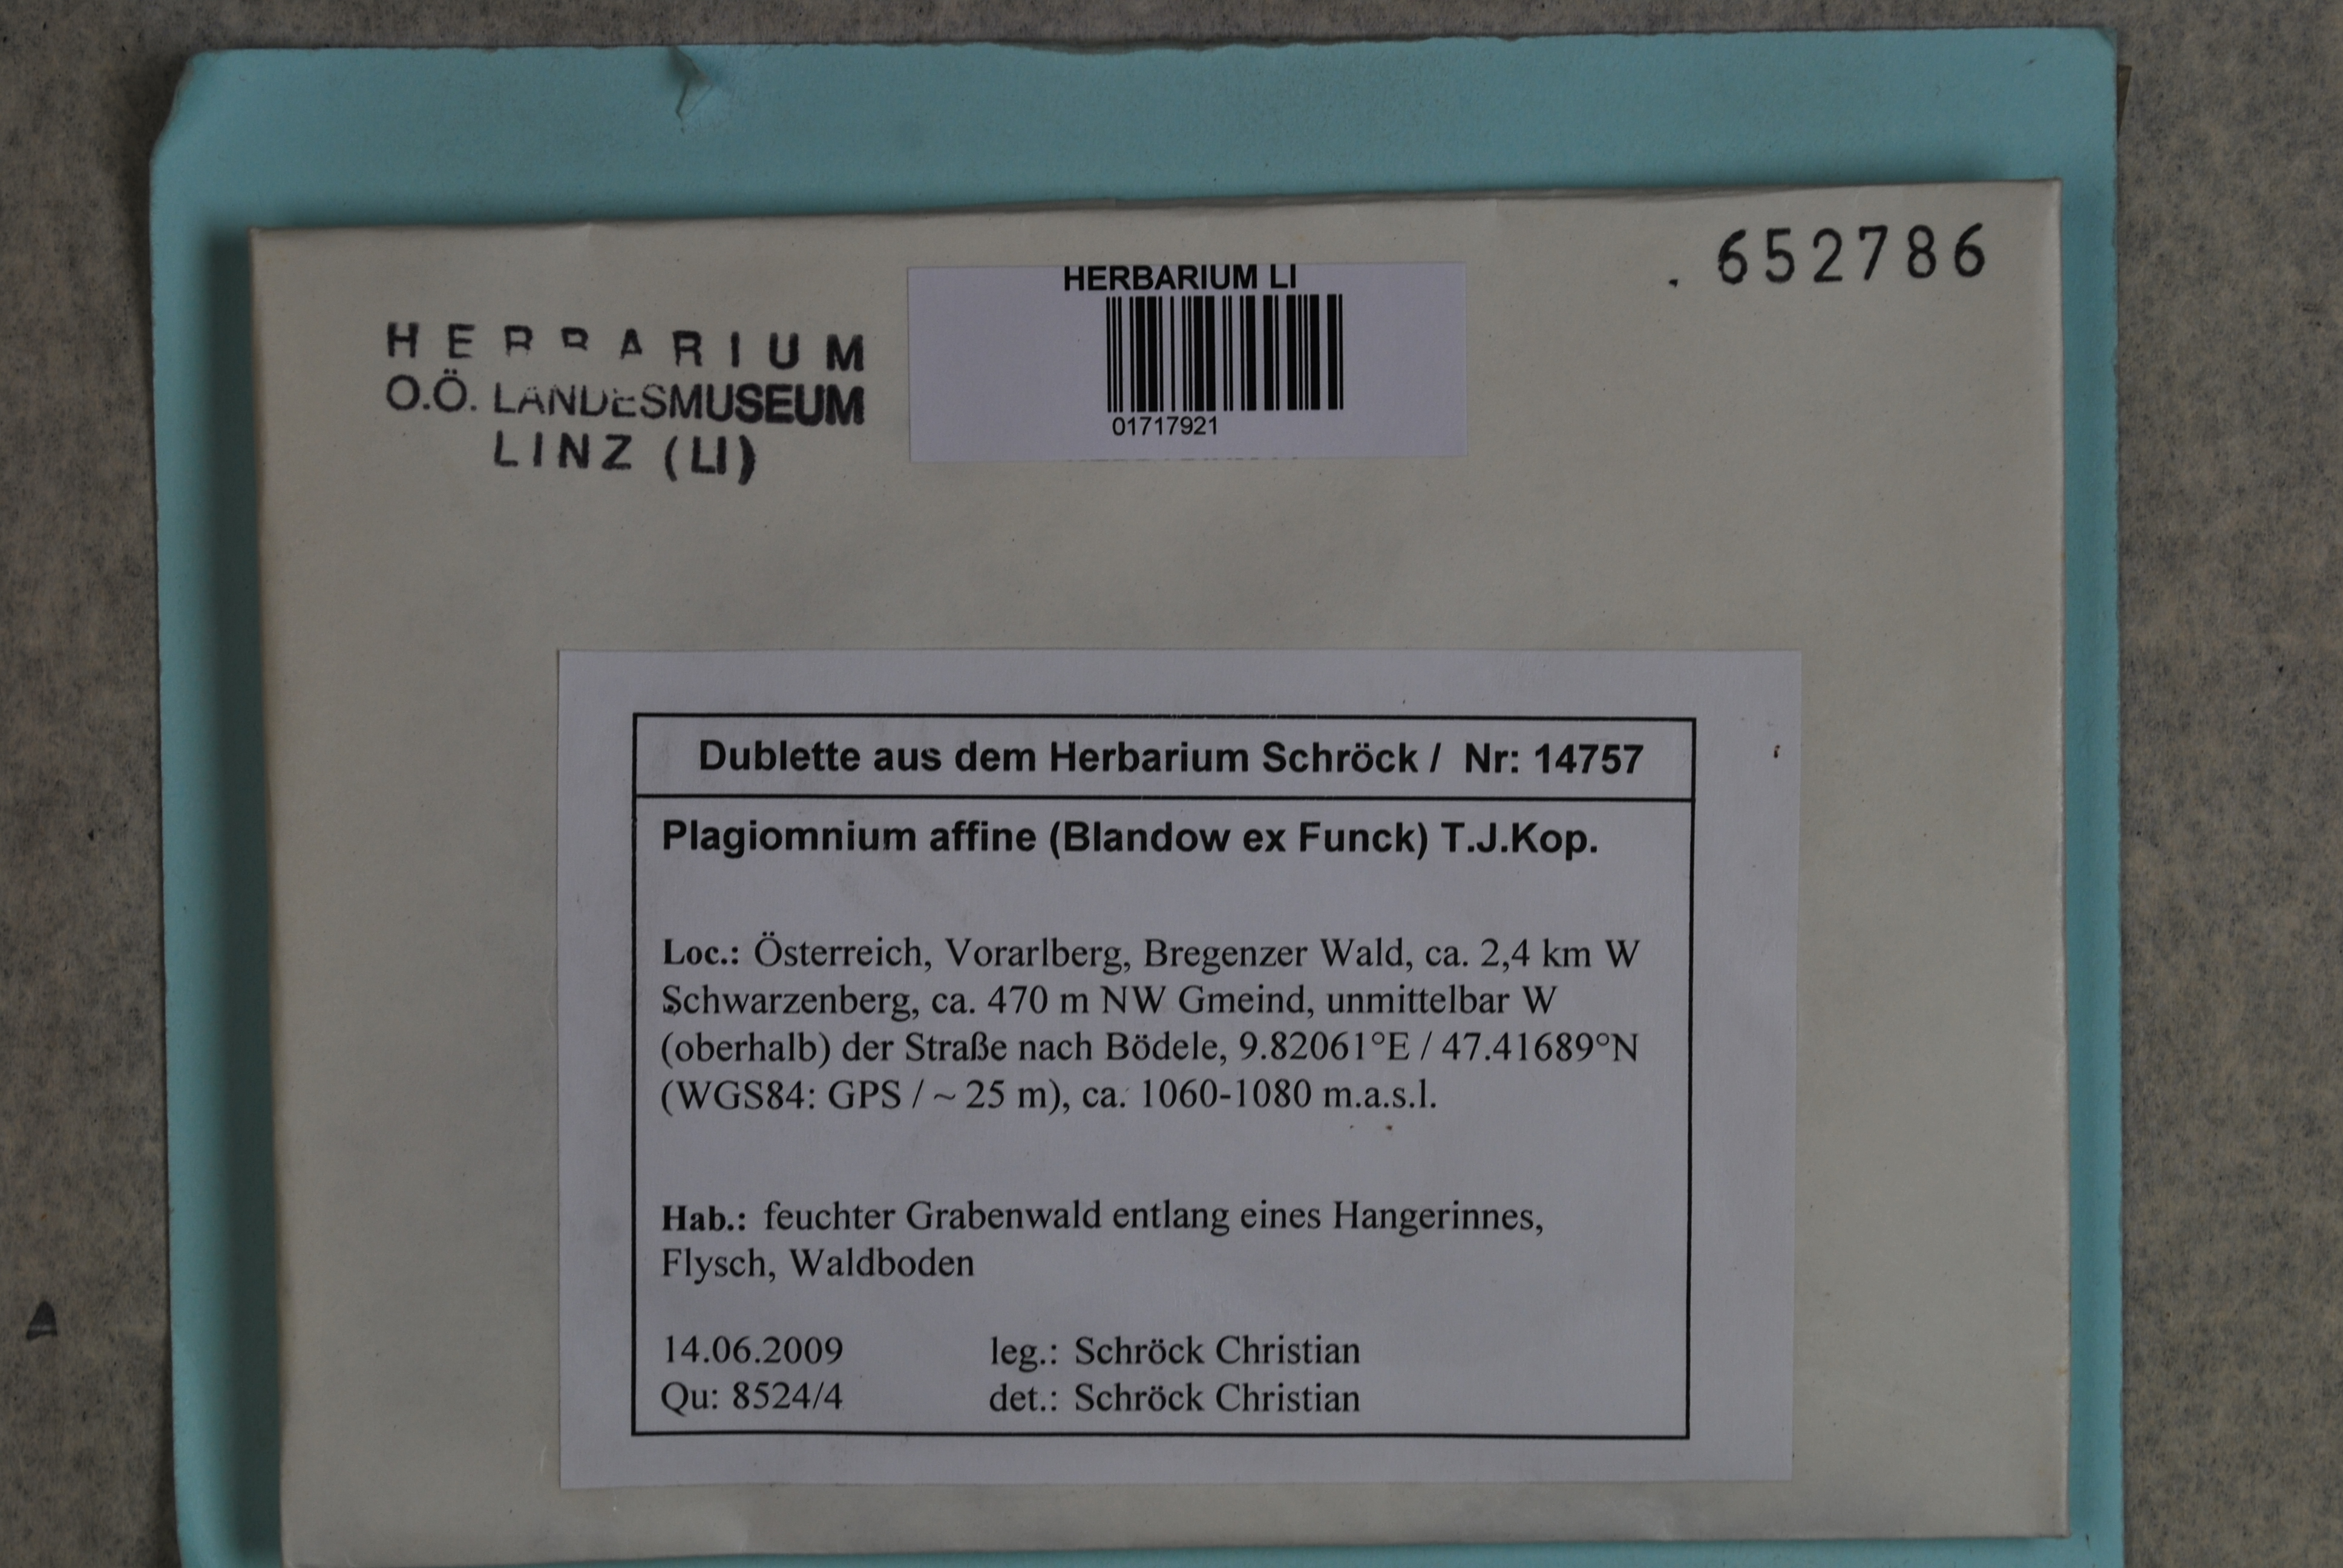 652786
HERBARIUM LI
01717921
HERBARIUM
O.Ö. LANDESMUSEUM
LINZ (LI)
Dublette aus dem Herbarium Schröck / Nr: 14757
Plagiomnium affine (Blandow ex Funck) T.J.Kop.
Loc.: Österreich, Vorarlberg, Bregenzer Wald, ca. 2,4 km W
Schwarzenberg, ca. 470 m NW Gmeind, unmittelbar W
(oberhalb) der Straße nach Bödele, 9.82061°E / 47.41689°N
(WGS84: GPS / ~ 25 m), ca. 1060-1080 m.a.s.l.
Hab.: feuchter Grabenwald entlang eines Hangerinnes,
Flysch, Waldboden
14.06.2009 leg.: Schröck Christian
Qu: 8524/4 det.: Schröck Christian